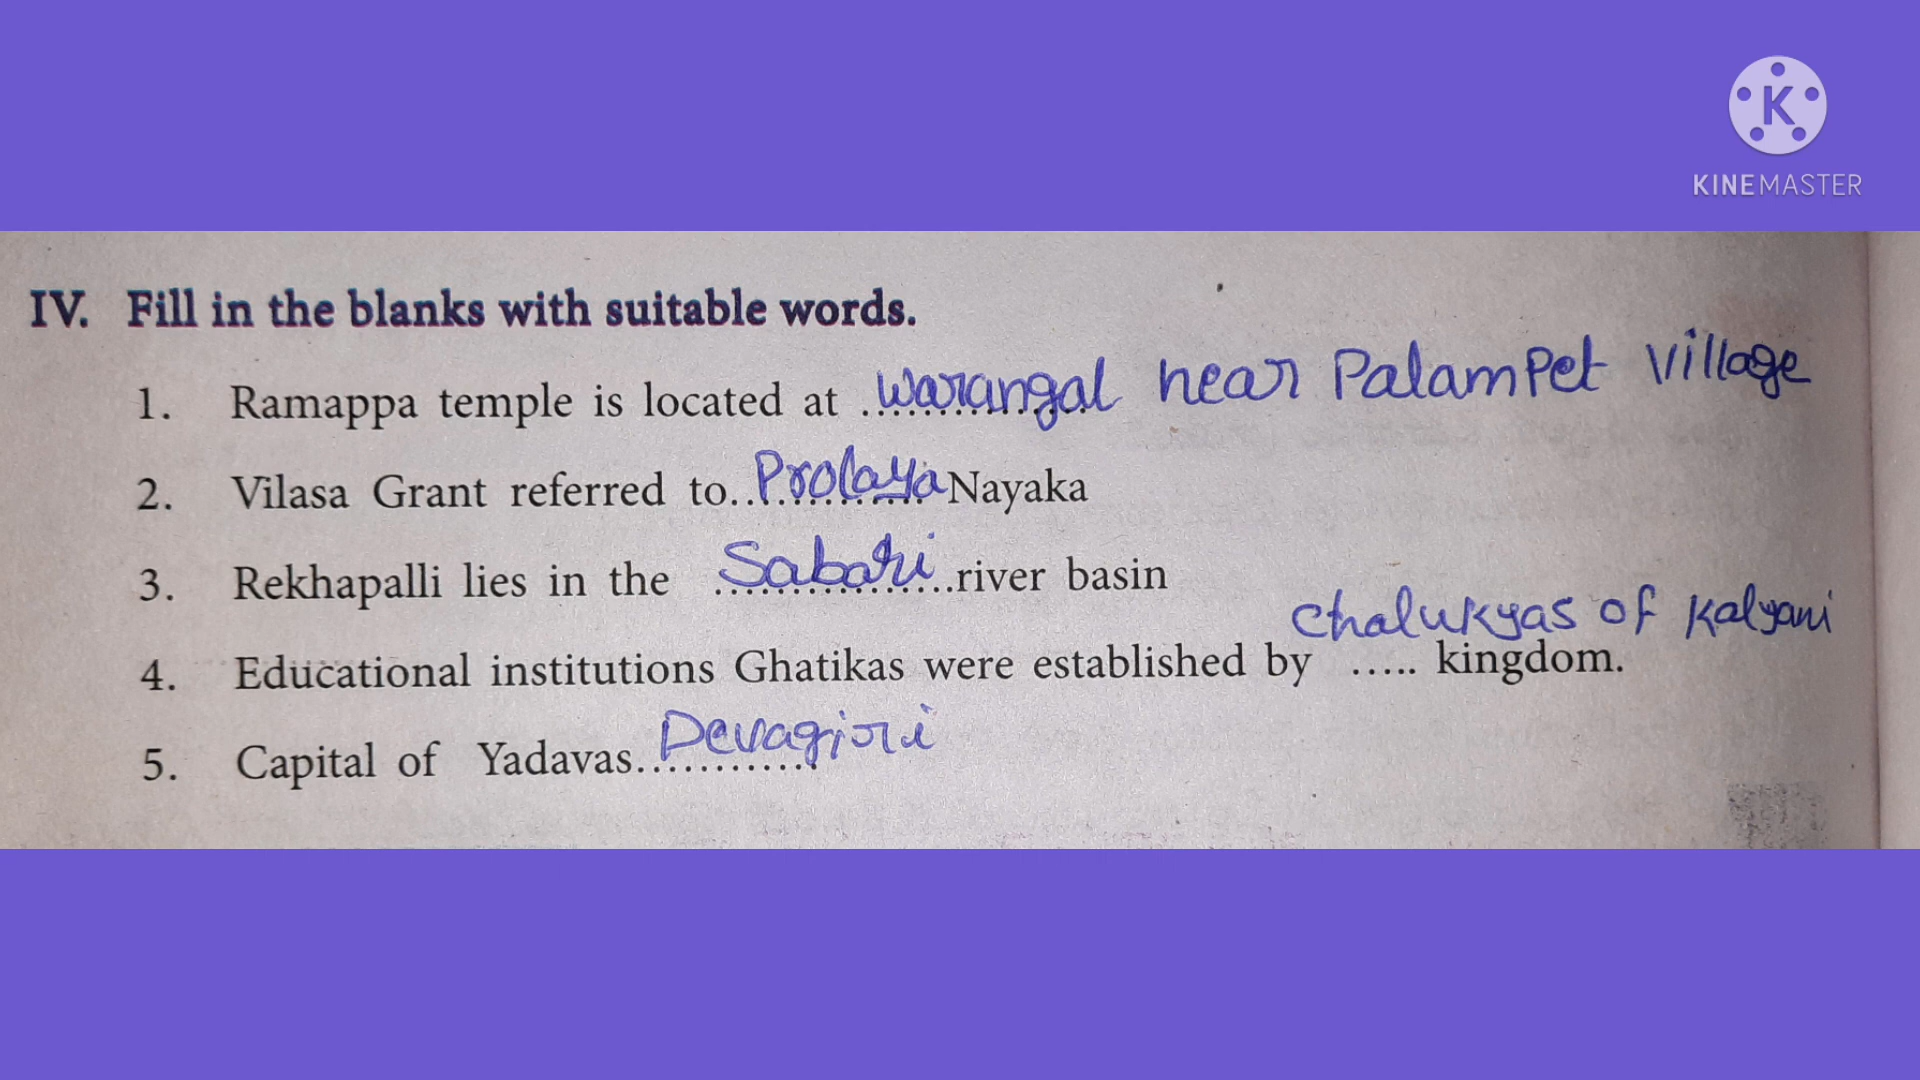 KINEMASTER
IV. Fill in the blanks with suitable words.
1. Ramappa temple is located at .............. Warangal near Palampet Village
2. Vilasa Grant referred to.............. Prolaya Nayaka
3. Rekhapalli lies in the ................ Sabari river basin
4. Educational institutions Ghatikas were established by ..... Chalukyas of Kalyani kingdom.
5. Capital of Yadavas............ Devagiri